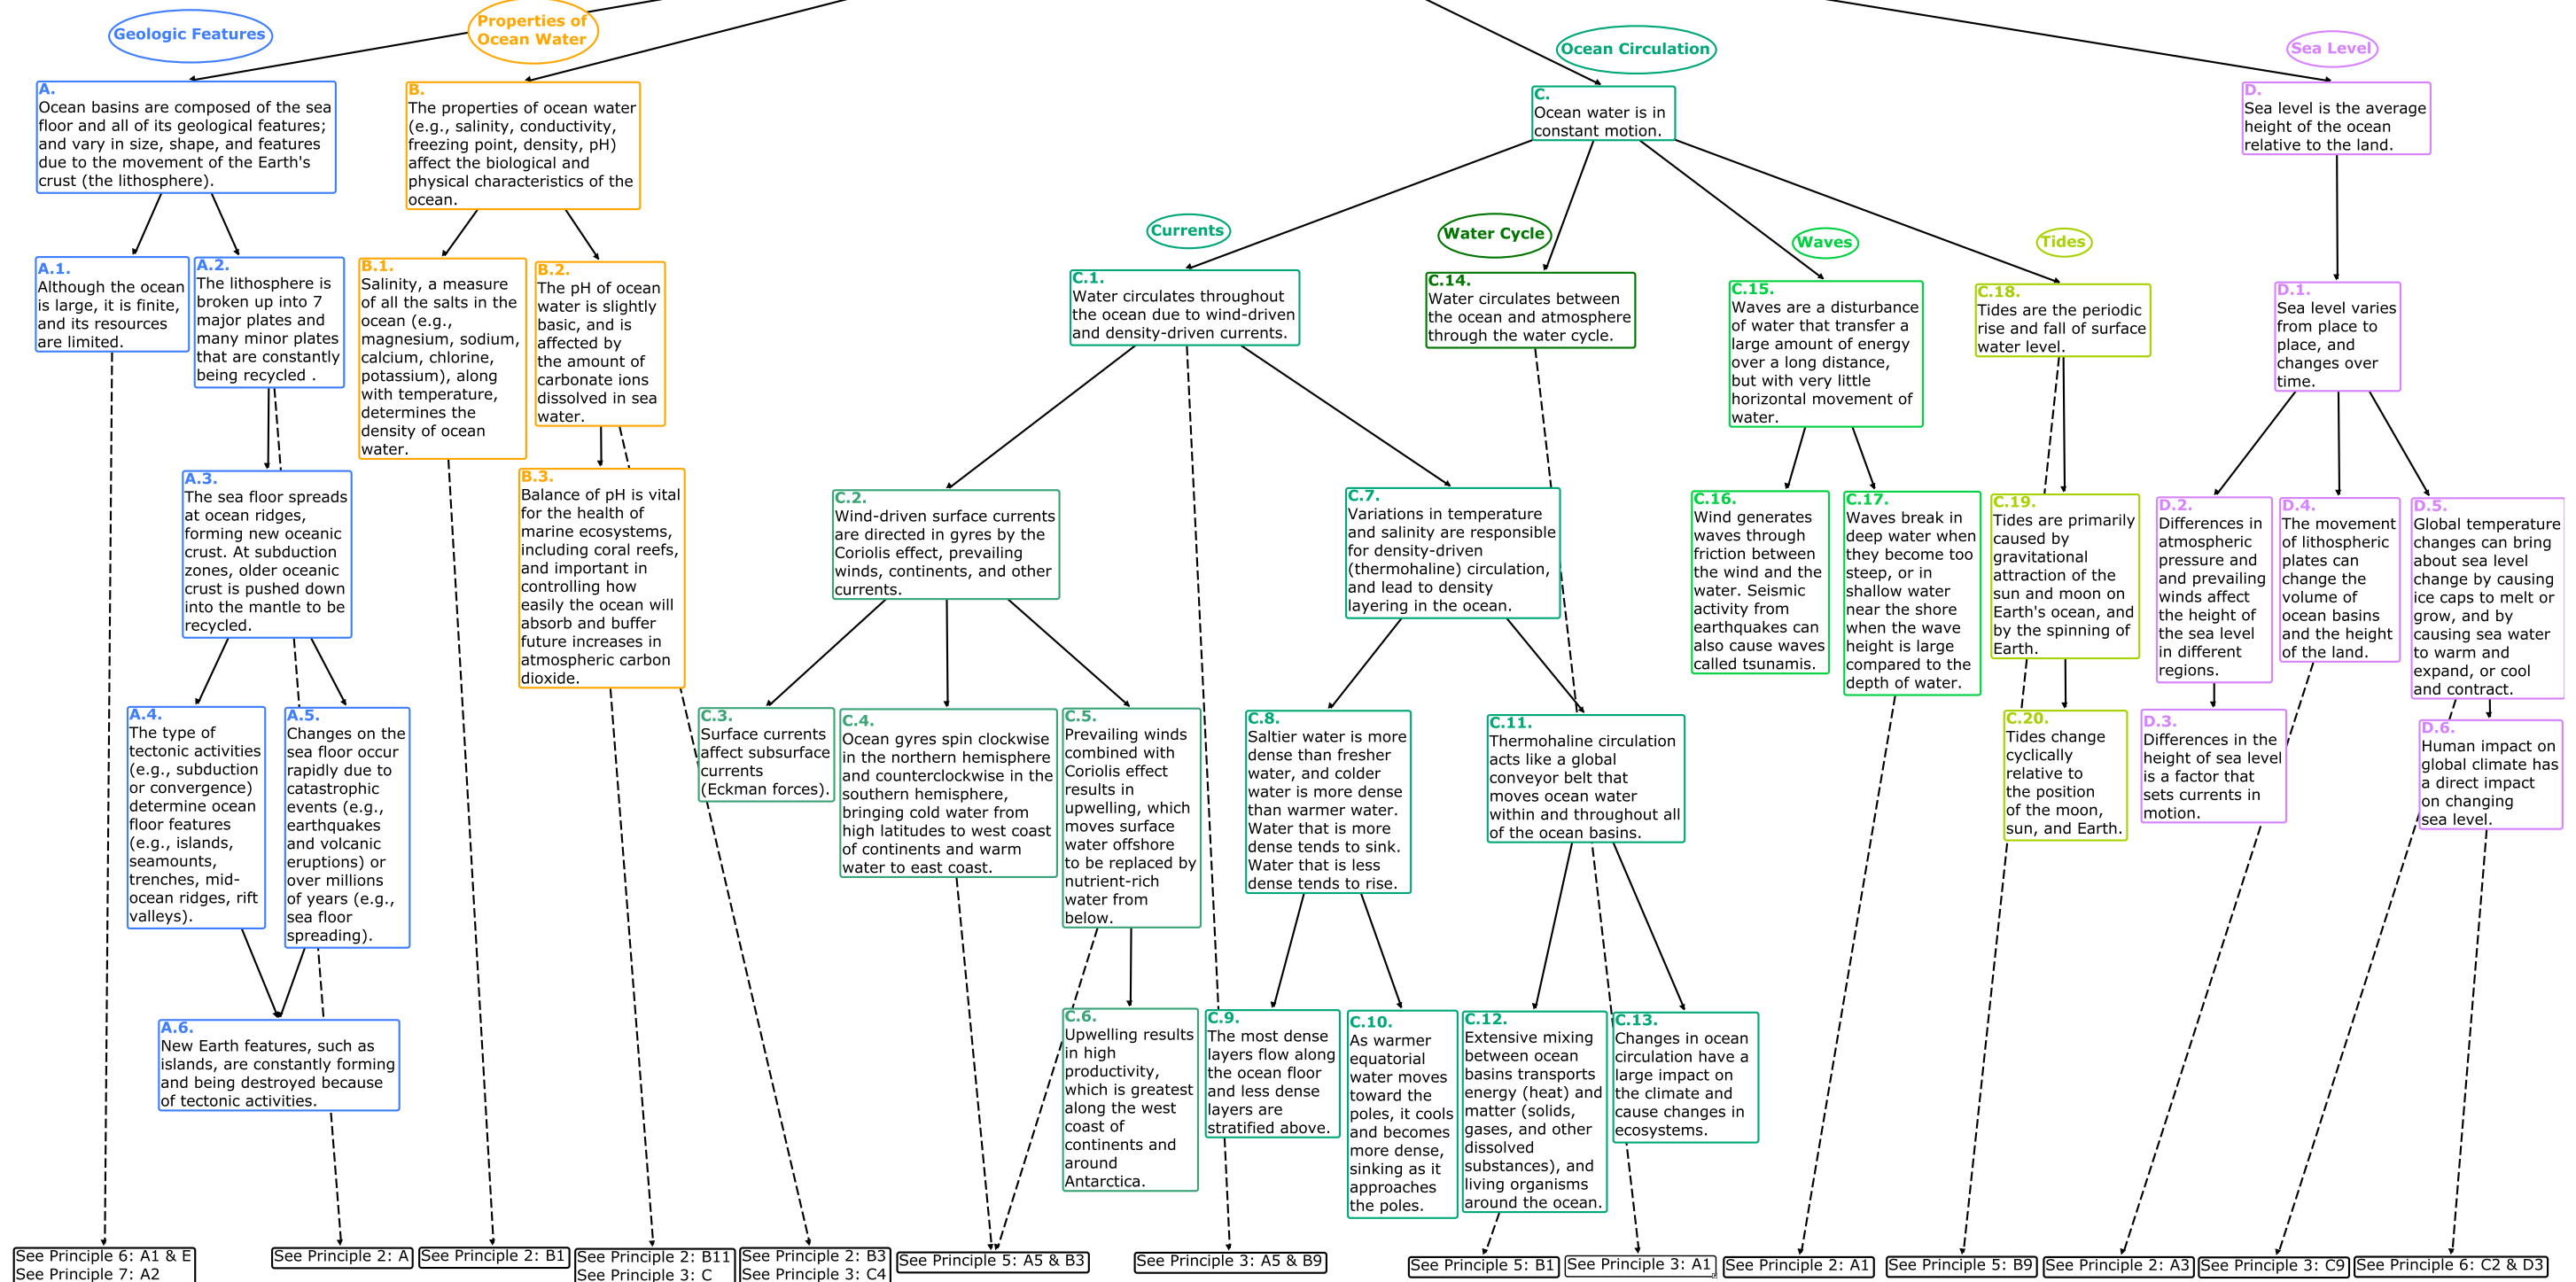 Geologic Features
Properties of
Ocean Water
Ocean Circulation
Sea Level
A.
Ocean basins are composed of the sea
floor and all of its geological features;
and vary in size, shape, and features
due to the movement of the Earth's
crust (the lithosphere).
B.
The properties of ocean water
(e.g., salinity, conductivity,
freezing point, density, pH)
affect the biological and
physical characteristics of the
ocean.
C.
Ocean water is in
constant motion.
D.
Sea level is the average
height of the ocean
relative to the land.
Currents
Water Cycle
Waves
Tides
A.1.
Although the ocean
is large, it is finite,
and its resources
are limited.
A.2.
The lithosphere is
broken up into 7
major plates and
many minor plates
that are constantly
being recycled .
B.1.
Salinity, a measure
of all the salts in the
ocean (e.g.,
magnesium, sodium,
calcium, chlorine,
potassium), along
with temperature,
determines the
density of ocean
water.
B.2.
The pH of ocean
water is slightly
basic, and is
affected by
the amount of
carbonate ions
dissolved in sea
water.
C.1.
Water circulates throughout
the ocean due to wind-driven
and density-driven currents.
C.14.
Water circulates between
the ocean and atmosphere
through the water cycle.
C.15.
Waves are a disturbance
of water that transfer a
large amount of energy
over a long distance,
but with very little
horizontal movement of
water.
C.18.
Tides are the periodic
rise and fall of surface
water level.
D.1.
Sea level varies
from place to
place, and
changes over
time.
A.3.
The sea floor spreads
at ocean ridges,
forming new oceanic
crust. At subduction
zones, older oceanic
crust is pushed down
into the mantle to be
recycled.
B.3.
Balance of pH is vital
for the health of
marine ecosystems,
including coral reefs,
and important in
controlling how
easily the ocean will
absorb and buffer
future increases in
atmospheric carbon
dioxide.
C.2.
Wind-driven surface currents
are directed in gyres by the
Coriolis effect, prevailing
winds, continents, and other
currents.
C.7.
Variations in temperature
and salinity are responsible
for density-driven
(thermohaline) circulation,
and lead to density
layering in the ocean.
C.16.
Wind generates
waves through
friction between
the wind and the
water. Seismic
activity from
earthquakes can
also cause waves
called tsunamis.
C.17.
Waves break in
deep water when
they become too
steep, or in
shallow water
near the shore
when the wave
height is large
compared to the
depth of water.
C.19.
Tides are primarily
caused by
gravitational
attraction of the
sun and moon on
Earth's ocean, and
by the spinning of
Earth.
D.2.
Differences in
atmospheric
pressure and
and prevailing
winds affect
the height of
the sea level
in different
regions.
D.4.
The movement
of lithospheric
plates can
change the
volume of
ocean basins
and the height
of the land.
D.5.
Global temperature
changes can bring
about sea level
change by causing
ice caps to melt or
grow, and by
causing sea water
to warm and
expand, or cool
and contract.
A.4.
The type of
tectonic activities
(e.g., subduction
or convergence)
determine ocean
floor features
(e.g., islands,
seamounts,
trenches, mid-
ocean ridges, rift
valleys).
A.5.
Changes on the
sea floor occur
rapidly due to
catastrophic
events (e.g.,
earthquakes
and volcanic
eruptions) or
over millions
of years (e.g.,
sea floor
spreading).
C.3.
Surface currents
affect subsurface
currents
(Eckman forces).
C.4.
Ocean gyres spin clockwise
in the northern hemisphere
and counterclockwise in the
southern hemisphere,
bringing cold water from
high latitudes to west coast
of continents and warm
water to east coast.
C.5.
Prevailing winds
combined with
Coriolis effect
results in
upwelling, which
moves surface
water offshore
to be replaced by
nutrient-rich
water from
below.
C.8.
Saltier water is more
dense than fresher
water, and colder
water is more dense
than warmer water.
Water that is more
dense tends to sink.
Water that is less
dense tends to rise.
C.11.
Thermohaline circulation
acts like a global
conveyor belt that
moves ocean water
within and throughout all
of the ocean basins.
C.20.
Tides change
cyclically
relative to
the position
of the moon,
sun, and Earth.
D.3.
Differences in the
height of sea level
is a factor that
sets currents in
motion.
D.6.
Human impact on
global climate has
a direct impact
on changing
sea level.
A.6.
New Earth features, such as
islands, are constantly forming
and being destroyed because
of tectonic activities.
C.6.
Upwelling results
in high
productivity,
which is greatest
along the west
coast of
continents and
around
Antarctica.
C.9.
The most dense
layers flow along
the ocean floor
and less dense
layers are
stratified above.
C.10.
As warmer
equatorial
water moves
toward the
poles, it cools
and becomes
more dense,
sinking as it
approaches
the poles.
C.12.
Extensive mixing
between ocean
basins transports
energy (heat) and
matter (solids,
gases, and other
dissolved
substances), and
living organisms
around the ocean.
C.13.
Changes in ocean
circulation have a
large impact on
the climate and
cause changes in
ecosystems.
See Principle 6: A1 & E
See Principle 7: A2
See Principle 2: A
See Principle 2: B1
See Principle 2: B11
See Principle 3: C
See Principle 2: B3
See Principle 3: C4
See Principle 5: A5 & B3
See Principle 3: A5 & B9
See Principle 5: B1
See Principle 3: A1
See Principle 2: A1
See Principle 5: B9
See Principle 2: A3
See Principle 3: C9
See Principle 6: C2 & D3